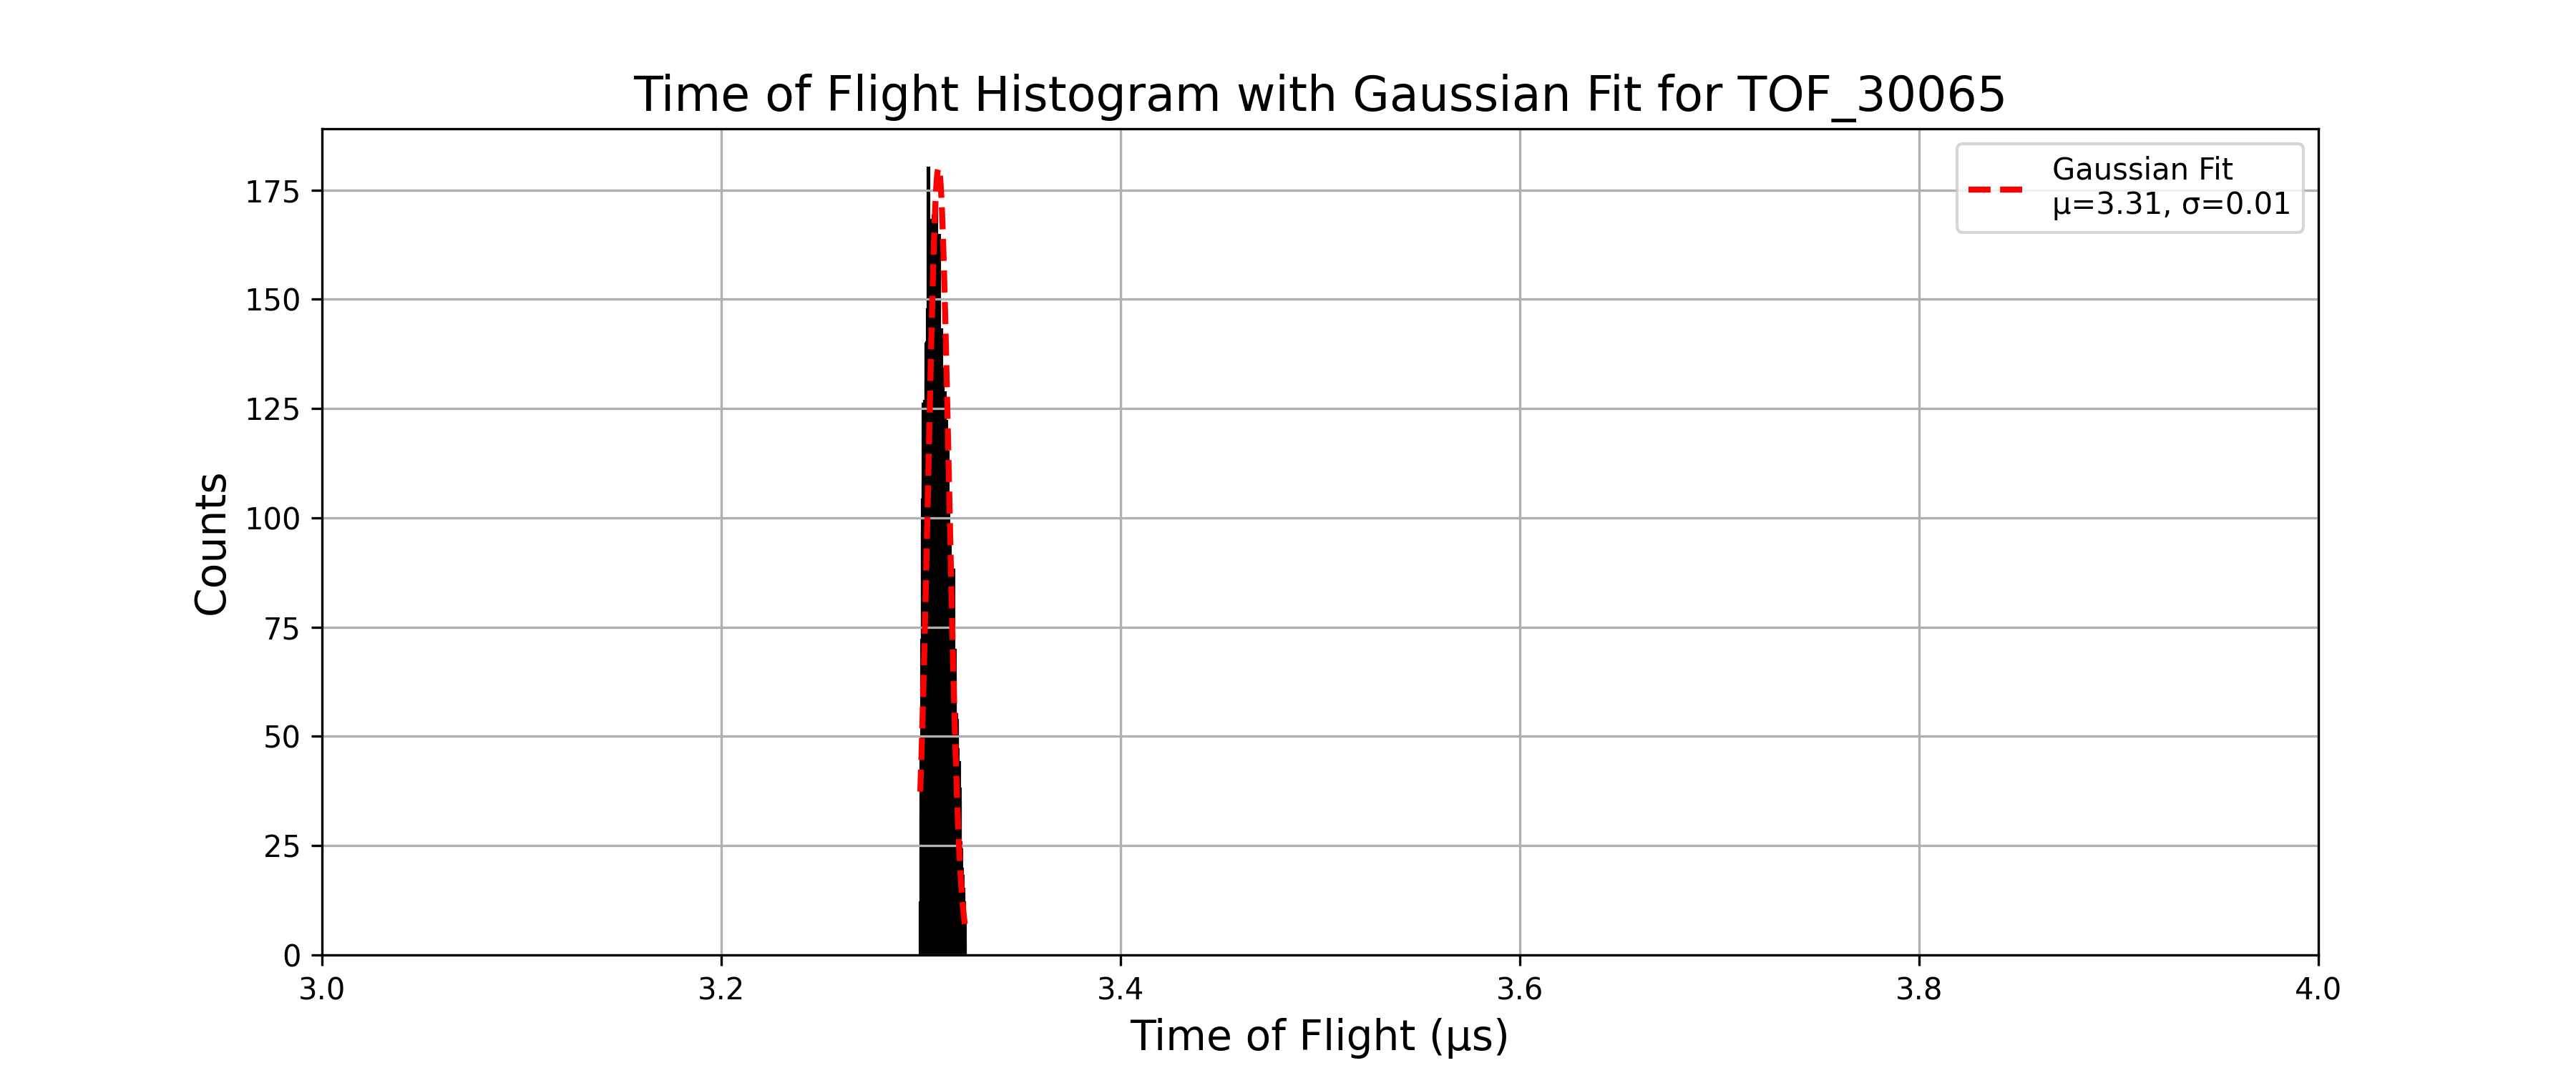 Time of Flight Histogram with Gaussian Fit for TOF_30065
Gaussian Fit
μ=3.31, σ=0.01
175
150
125
100
75
50
25
0
Counts
3.0 3.2 3.4 3.6 3.8 4.0
Time of Flight (μs)